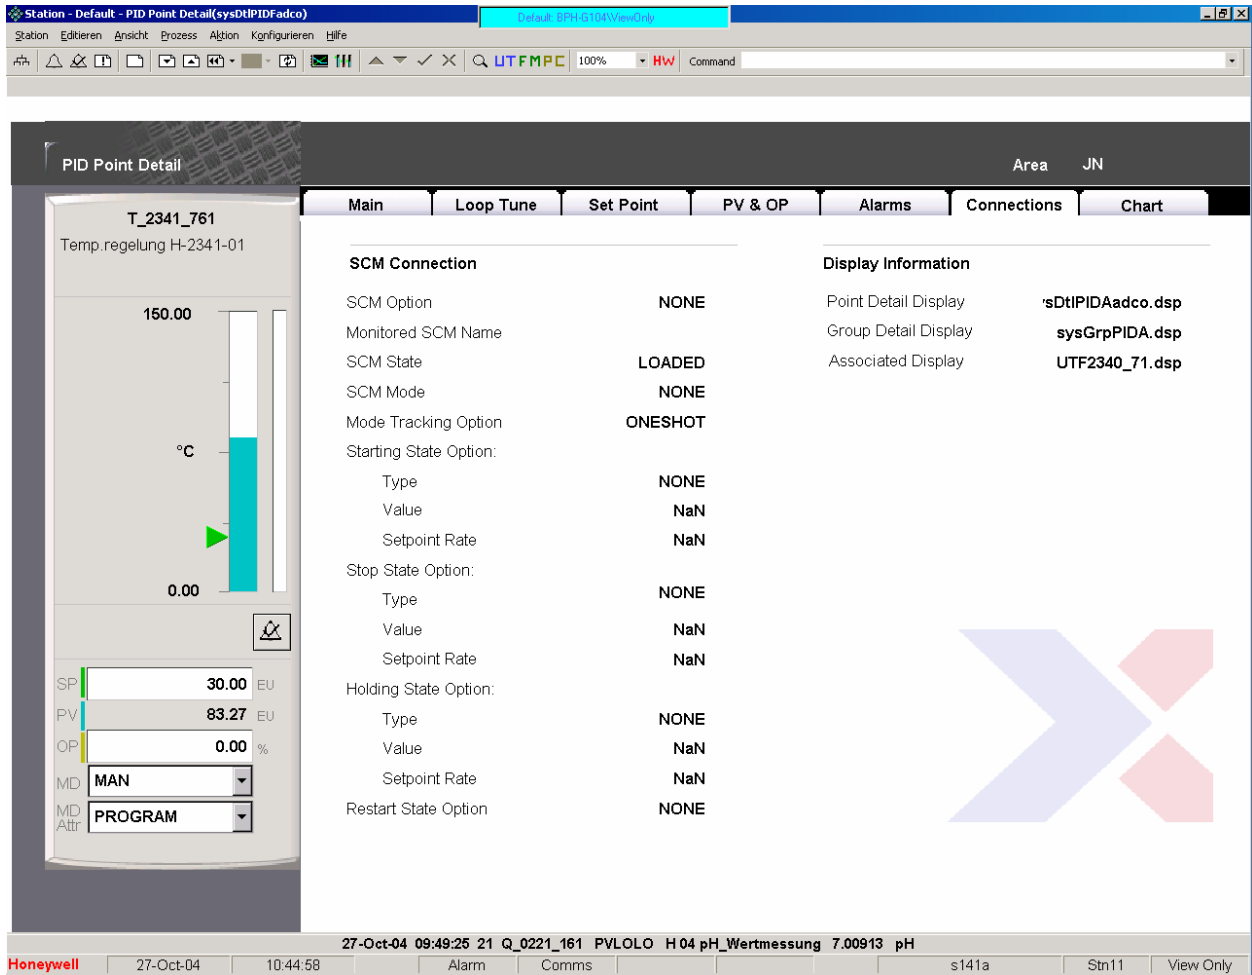 Station - Default - PID Point Detail(sysDtlPIDFadco)
Default: BPH-G104\ViewOnly
Station Editieren Ansicht Prozess Aktion Konfigurieren Hilfe
UTFMPC 100% HW Command
PID Point Detail
Area JN
Main Loop Tune Set Point PV & OP Alarms Connections Chart
T_2341_761
Temp.regelung H-2341-01
150.00
°C
0.00
SP 30.00 EU
PV 83.27 EU
OP 0.00 %
MD MAN
MD Attr PROGRAM
SCM Connection
SCM Option NONE
Monitored SCM Name
SCM State LOADED
SCM Mode NONE
Mode Tracking Option ONESHOT
Starting State Option:
Type NONE
Value NaN
Setpoint Rate NaN
Stop State Option:
Type NONE
Value NaN
Setpoint Rate NaN
Holding State Option:
Type NONE
Value NaN
Setpoint Rate NaN
Restart State Option NONE
Display Information
Point Detail Display sDtlPIDAadco.dsp
Group Detail Display sysGrpPIDA.dsp
Associated Display UTF2340_71.dsp
27-Oct-04 09:49:25 21 Q_0221_161 PVLOLO H 04 pH_Wertmessung 7.00913 pH
Honeywell 27-Oct-04 10:44:58 Alarm Comms s141a Stn11 View Only